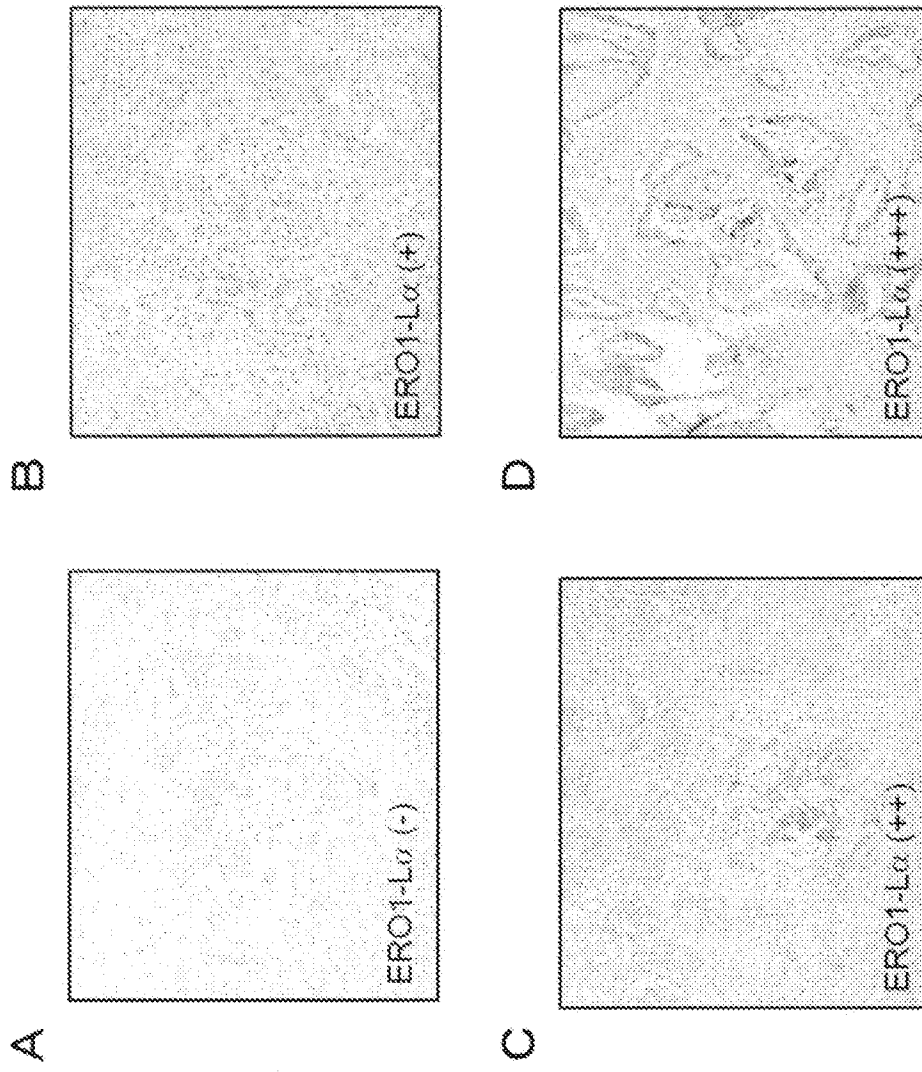 A
ERO1-Lα (-)
B
ERO1-Lα (+)
C
ERO1-Lα (++)
D
ERO1-Lα (+++)